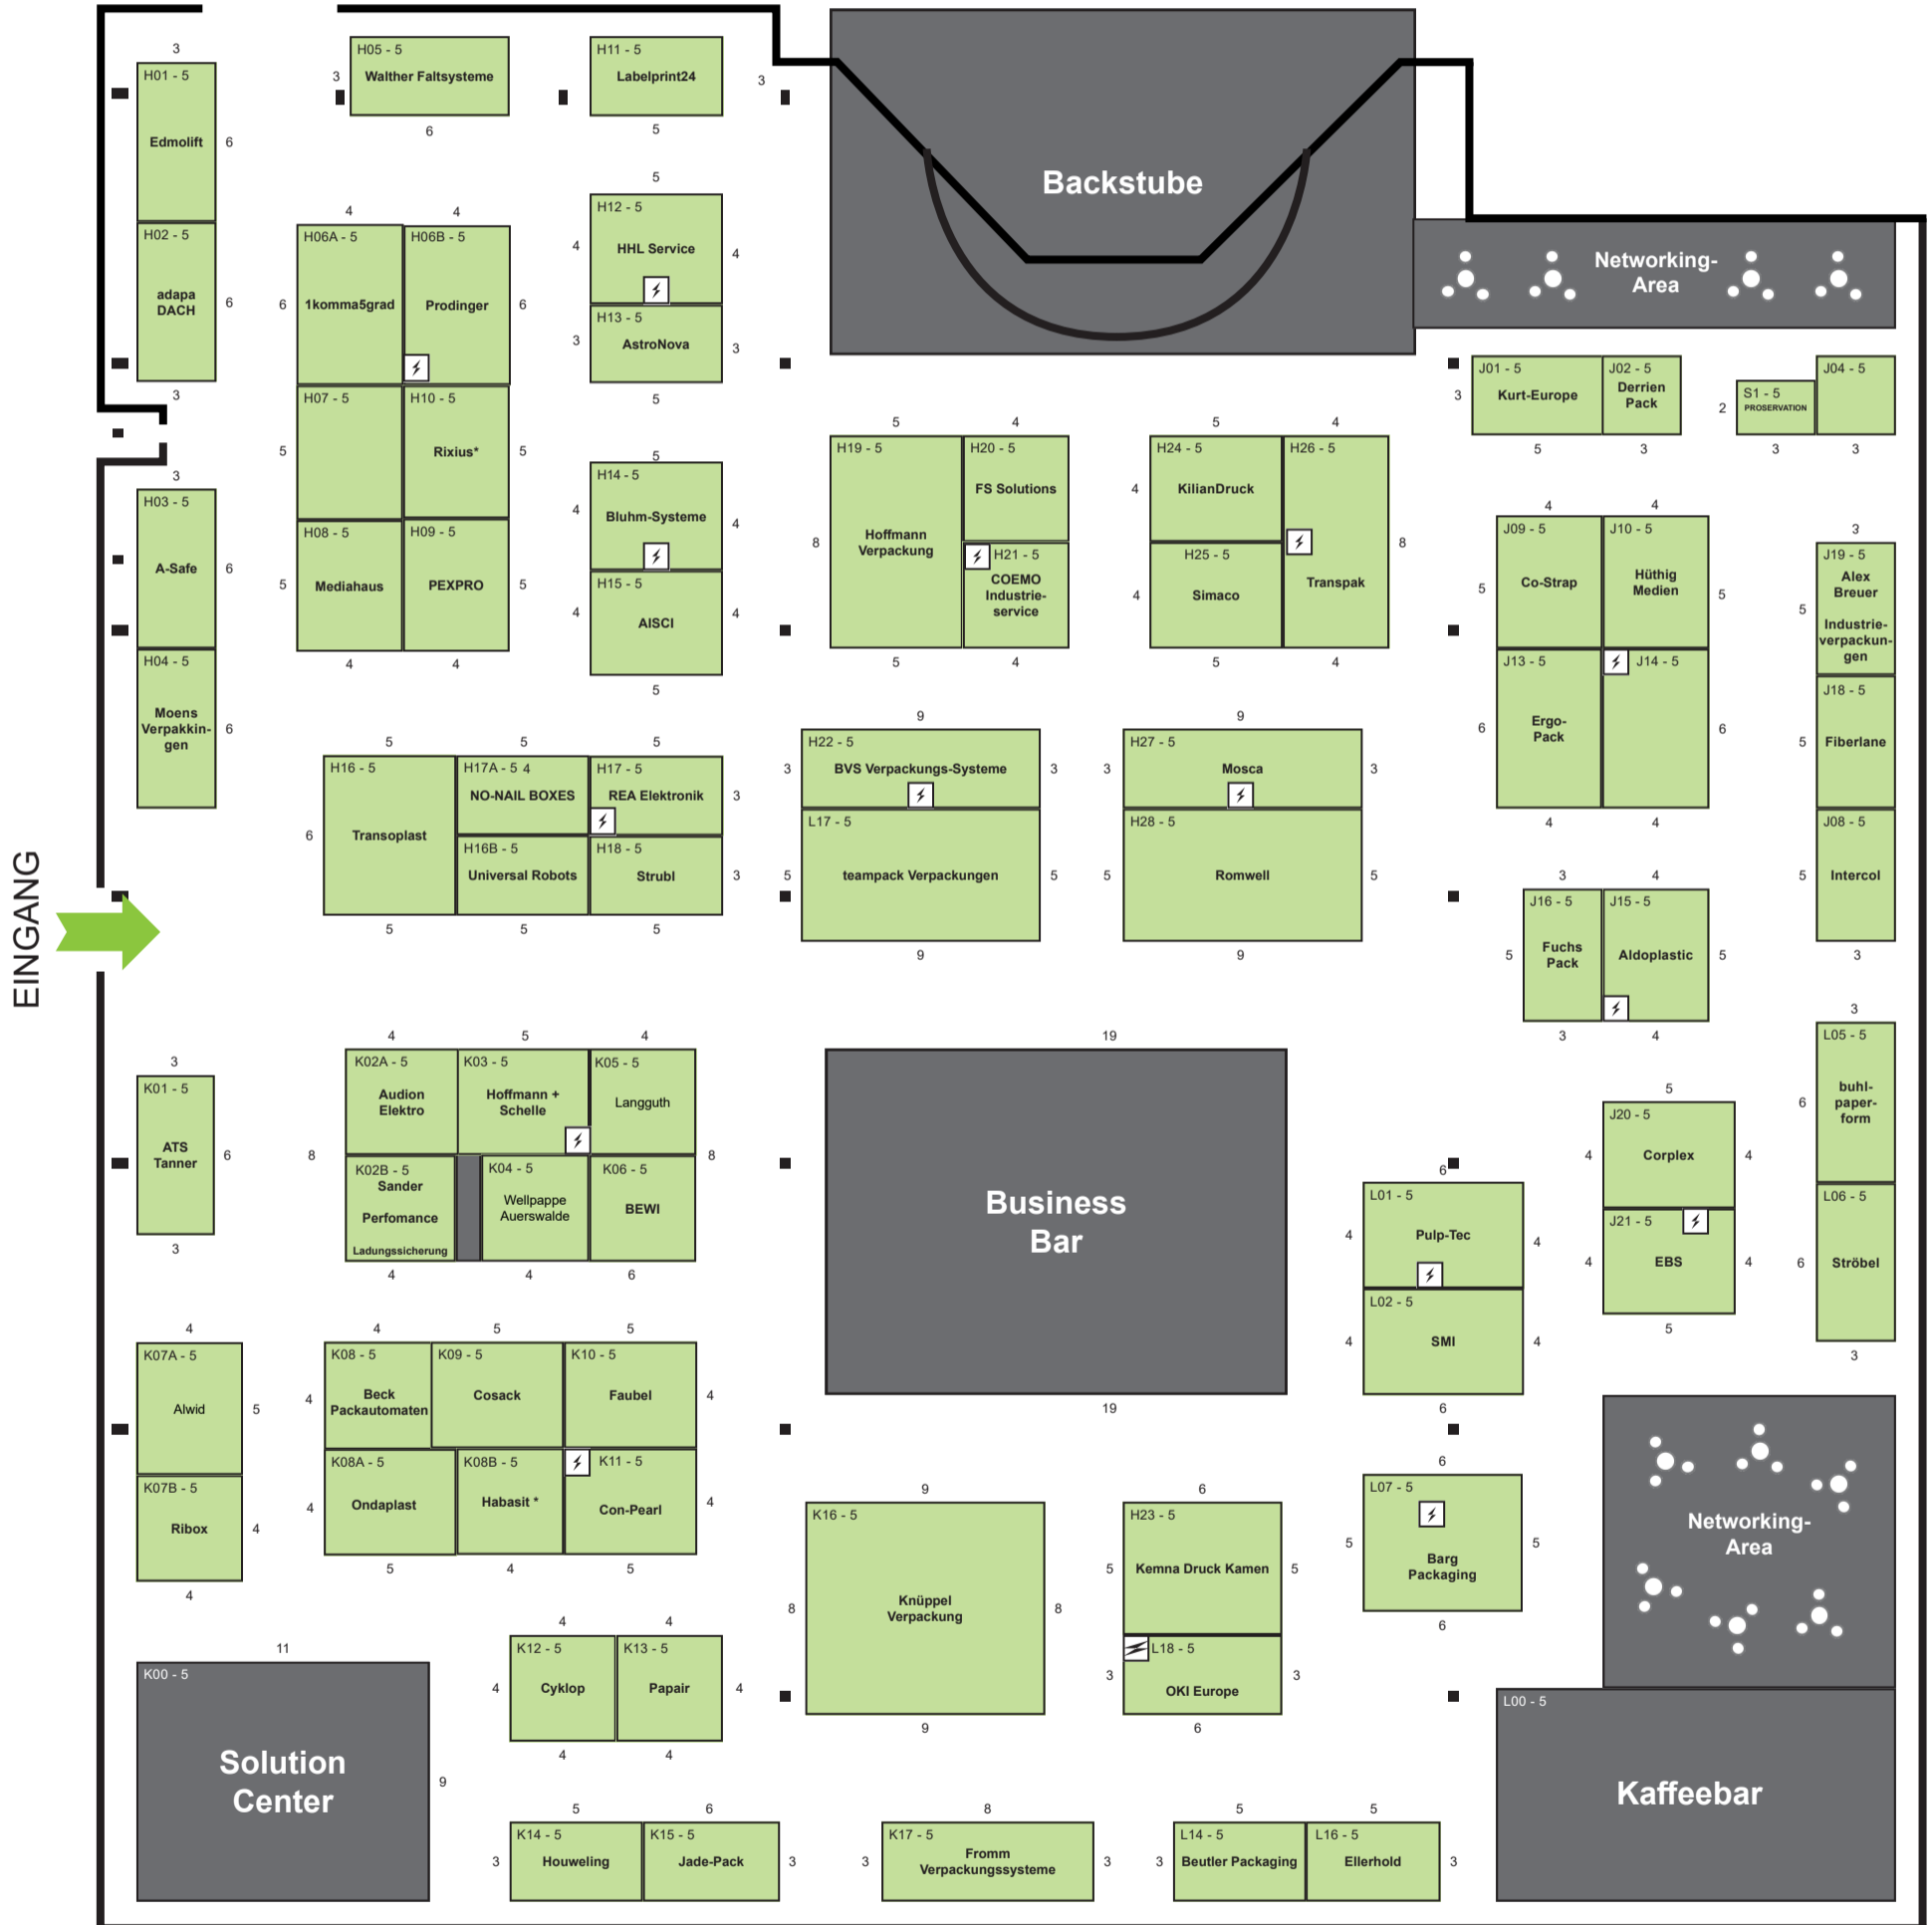 3
H01 - 5
Edmolift
6
H02 - 5
adapa
DACH
6
3
3
H05 - 5
Walther Faltsysteme
6
H11 - 5
Labelprint24
3
5
Backstube
Networking-
Area
4
4
H06A - 5
1komma5grad
6
H06B - 5
Prodinger
6
H07 - 5
5
H10 - 5
Rixius*
5
H08 - 5
Mediahaus
5
H09 - 5
PEXPRO
5
4
4
5
H12 - 5
HHL Service
4
4
H13 - 5
AstroNova
3
3
5
5
H14 - 5
Bluhm-Systeme
4
4
H15 - 5
AISCI
4
4
5
3
H03 - 5
A-Safe
6
H04 - 5
Moens
Verpakkin-
gen
6
5
4
H19 - 5
Hoffmann
Verpackung
8
H20 - 5
FS Solutions
H21 - 5
COEMO
Industrie-
service
5
4
5
4
H24 - 5
KilianDruck
4
H26 - 5
Transpak
8
H25 - 5
Simaco
4
5
4
3
J01 - 5
Kurt-Europe
J02 - 5
Derrien
Pack
5
3
2
S1 - 5
PROSERVATION
J04 - 5
3
3
4
4
J09 - 5
Co-Strap
5
J10 - 5
Hüthig
Medien
5
J13 - 5
Ergo-
Pack
6
J14 - 5
6
4
4
3
J19 - 5
Alex
Breuer
Industrie-
verpackun-
gen
5
J18 - 5
Fiberlane
5
J08 - 5
Intercol
5
3
5
5
5
H16 - 5
Transoplast
6
H17A - 5 4
NO-NAIL BOXES
H17 - 5
REA Elektronik
3
H16B - 5
Universal Robots
H18 - 5
Strubl
3
5
5
5
9
H22 - 5
BVS Verpackungs-Systeme
3
3
L17 - 5
teampack Verpackungen
5
5
9
9
H27 - 5
Mosca
3
3
H28 - 5
Romwell
5
5
9
3
4
J16 - 5
Fuchs
Pack
5
J15 - 5
Aldoplastic
5
3
4
EINGANG
3
K01 - 5
ATS
Tanner
6
3
4
5
4
K02A - 5
Audion
Elektro
K03 - 5
Hoffmann +
Schelle
K05 - 5
Langguth
8
8
K02B - 5
Sander
Perfomance
Ladungssicherung
K04 - 5
Wellpappe
Auerswalde
K06 - 5
BEWI
4
4
6
19
Business
Bar
19
6
L01 - 5
Pulp-Tec
4
4
L02 - 5
SMI
4
4
6
5
J20 - 5
Corplex
4
4
J21 - 5
EBS
4
4
5
3
L05 - 5
buhl-
paper-
form
6
L06 - 5
Ströbel
6
3
4
K07A - 5
Alwid
5
K07B - 5
Ribox
4
4
4
5
5
K08 - 5
Beck
Packautomaten
4
K09 - 5
Cosack
K10 - 5
Faubel
4
K08A - 5
Ondaplast
4
K08B - 5
Habasit *
K11 - 5
Con-Pearl
4
5
4
5
9
K16 - 5
Knüppel
Verpackung
8
8
9
6
H23 - 5
Kemna Druck Kamen
5
5
L18 - 5
OKI Europe
3
3
6
6
L07 - 5
Barg
Packaging
5
5
6
Networking-
Area
11
K00 - 5
Solution
Center
9
4
4
K12 - 5
Cyklop
4
K13 - 5
Papair
4
4
4
5
6
K14 - 5
Houweling
3
K15 - 5
Jade-Pack
3
8
K17 - 5
Fromm
Verpackungssysteme
3
3
5
5
L14 - 5
Beutler Packaging
3
L16 - 5
Ellerhold
3
L00 - 5
Kaffeebar